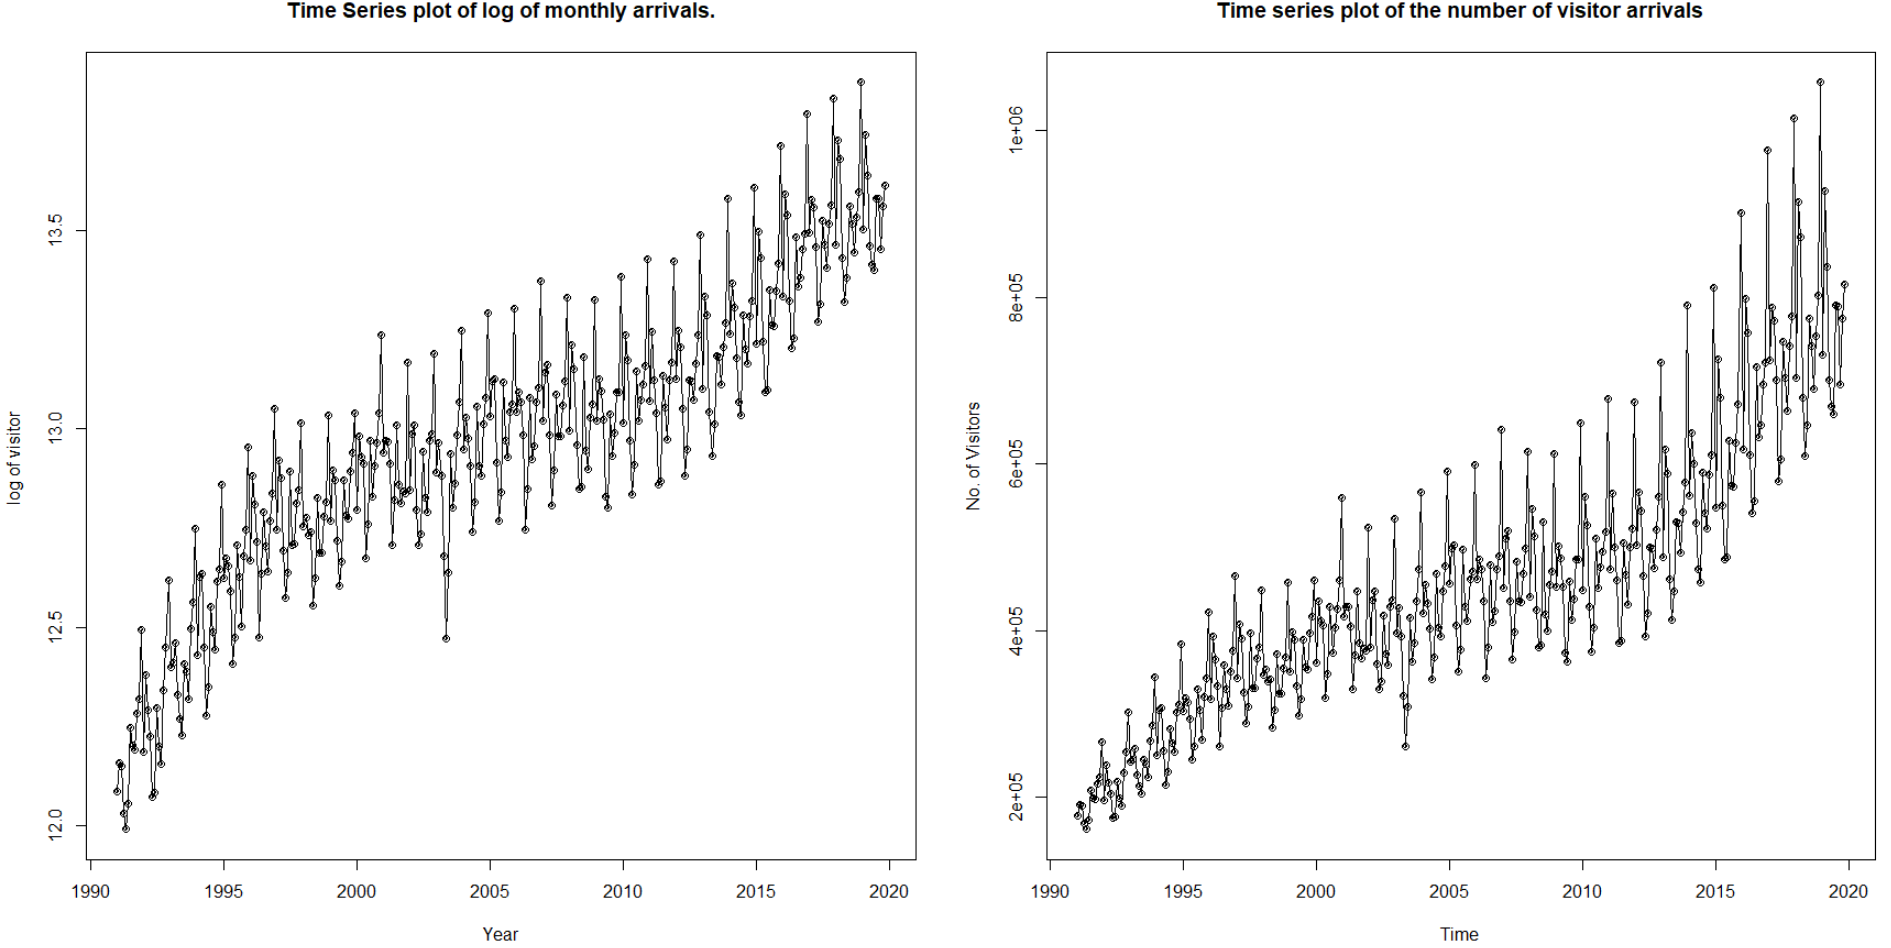 Time Series plot of log of monthly arrivals.
log of visitor
13.5
13.0
12.5
12.0
1990 1995 2000 2005 2010 2015 2020
Year
Time series plot of the number of visitor arrivals
No. of Visitors
1e+06
8e+05
6e+05
4e+05
2e+05
1990 1995 2000 2005 2010 2015 2020
Time